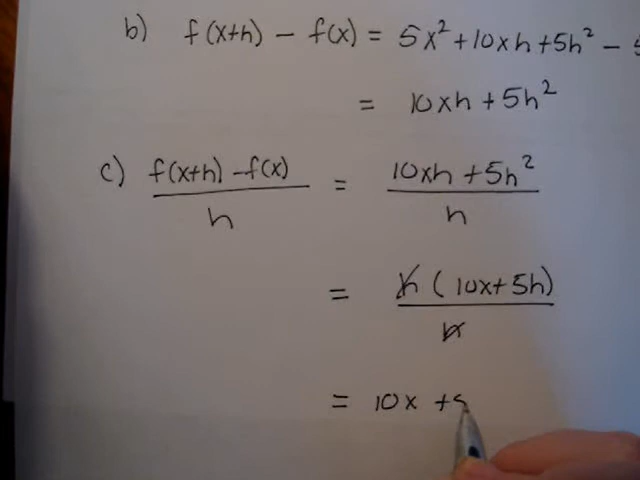 b) f(x+h) - f(x) = 5x² + 10xh + 5h² -
= 10xh + 5h²
c) f(x+h) - f(x) / h = 10xh + 5h² / h
= h (10x + 5h) / h
= 10x +